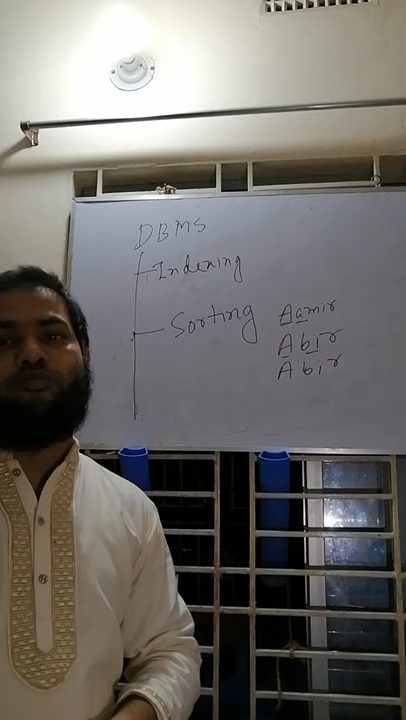 DBMS
Indexing
Sorting
Aamir
Abir
Abir